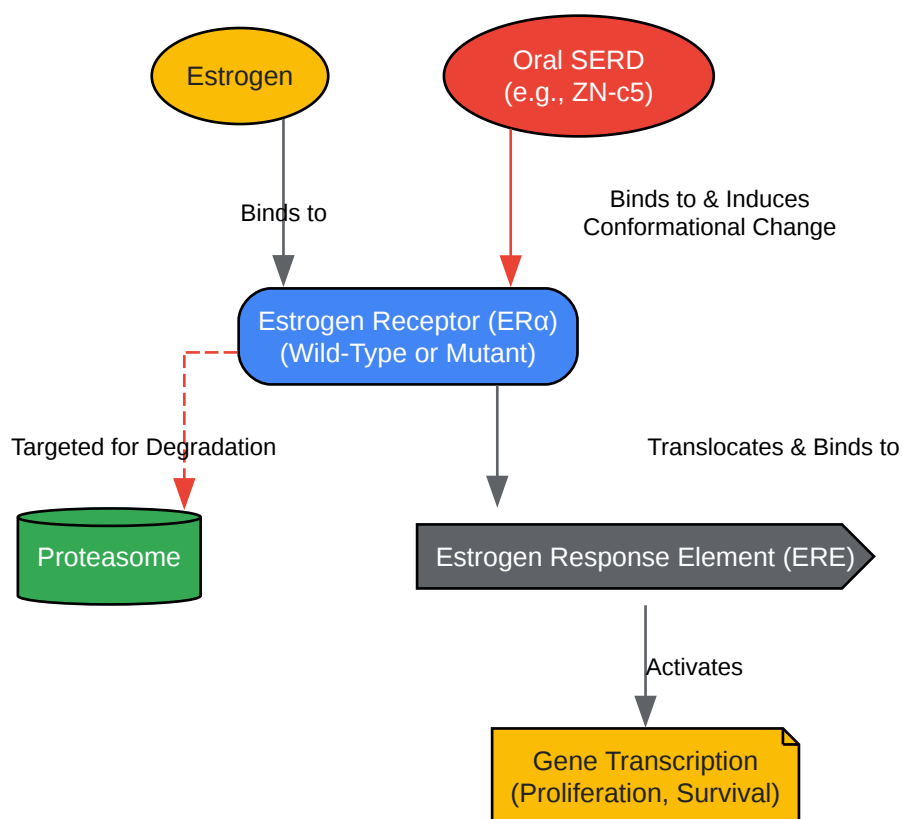 Estrogen
Oral SERD
(e.g., ZN-c5)
Binds to
Binds to & Induces
Conformational Change
Estrogen Receptor (ERα)
(Wild-Type or Mutant)
Targeted for Degradation
Translocates & Binds to
Proteasome
Estrogen Response Element (ERE)
Activates
Gene Transcription
(Proliferation, Survival)